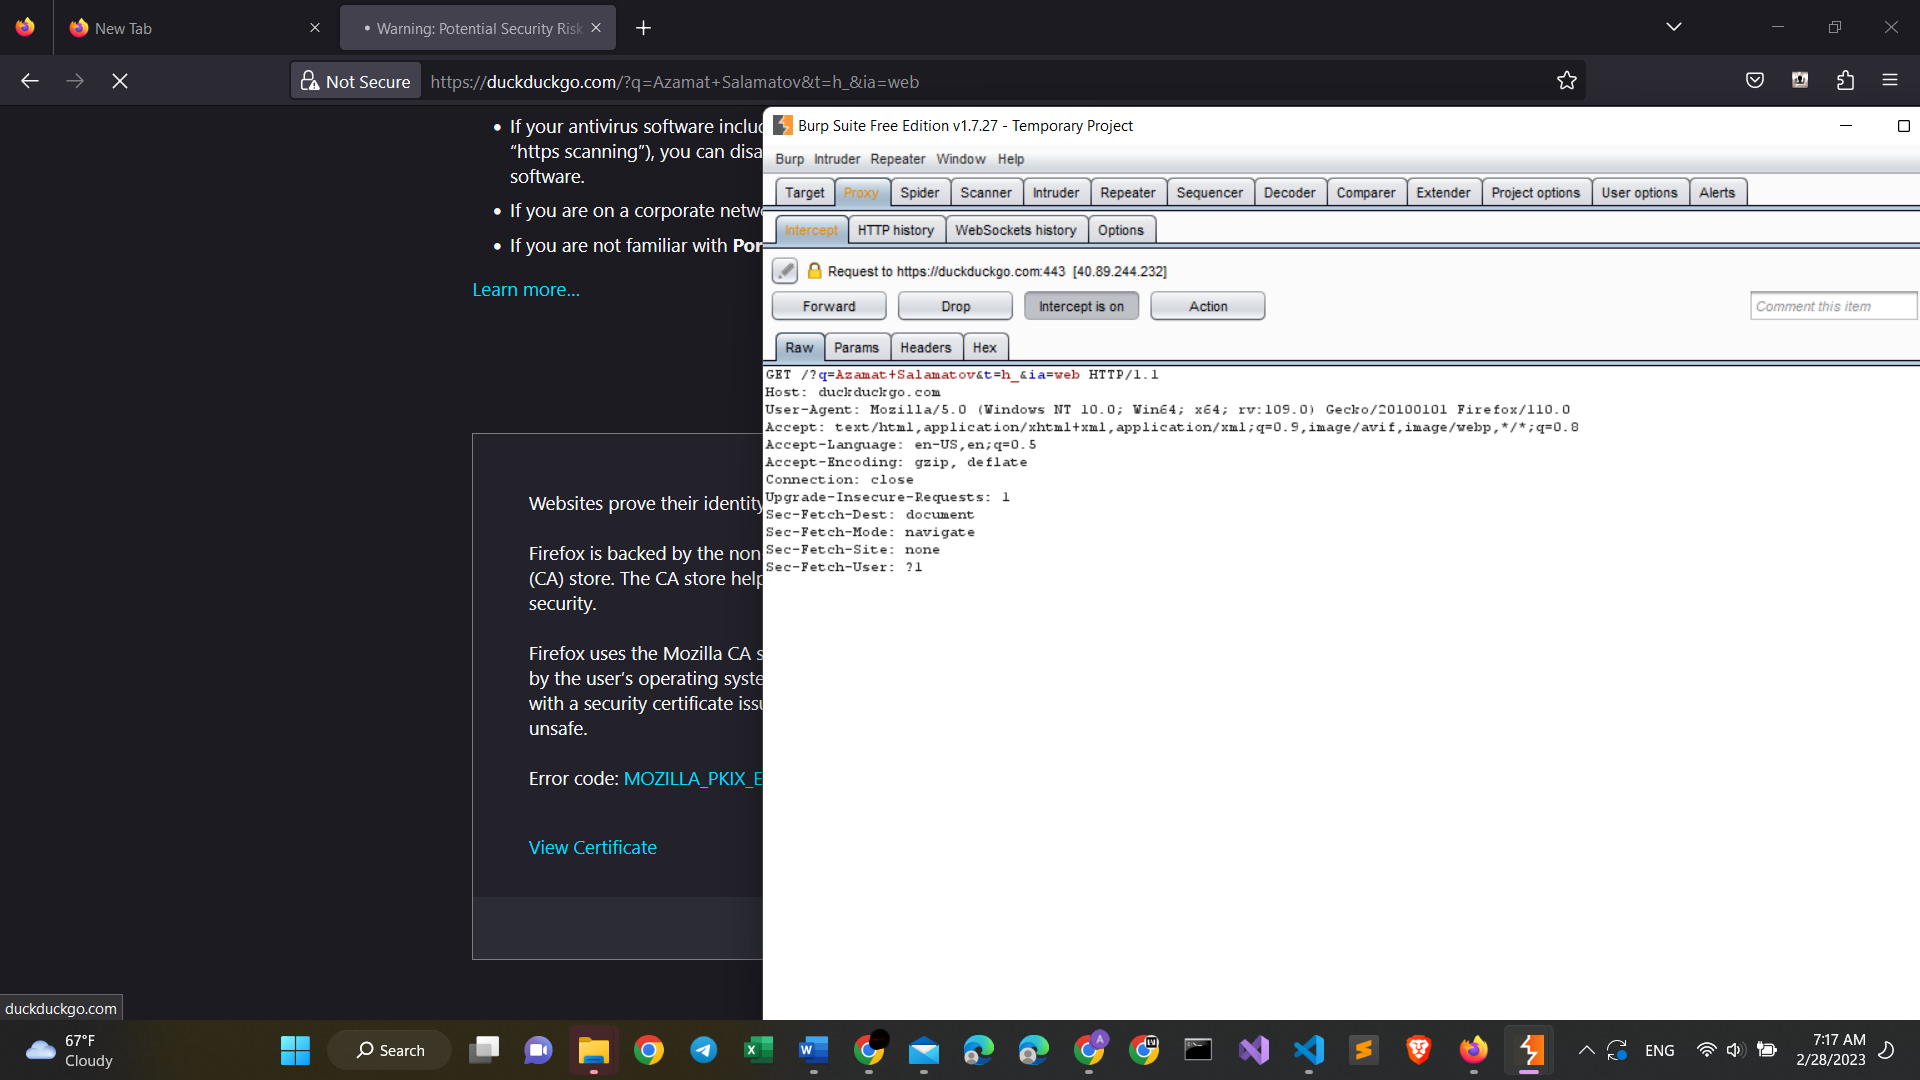 New Tab
Warning: Potential Security Risk
Not Secure
https://duckduckgo.com/?q=Azamat+Salamatov&t=h_&ia=web
If your antivirus software
“https scanning”), you can
software.
If you are on a corporate
If you are not familiar with
Learn more…
Websites prove their identity
Firefox is backed by the
(CA) store. The CA store
security.
Firefox uses the Mozilla CA
by the user’s operating
with a security certificate
unsafe.
Error code: MOZILLA_PKIX_E
View Certificate
duckduckgo.com
Burp Suite Free Edition v1.7.27 - Temporary Project
Burp Intruder Repeater Window Help
Target Proxy Spider Scanner Intruder Repeater Sequencer Decoder Comparer Extender Project options User options Alerts
Intercept HTTP history WebSockets history Options
Request to https://duckduckgo.com:443 [40.89.244.232]
Forward Drop Intercept is on Action Comment this item
Raw Params Headers Hex
GET /?q=Azamat+Salamatov&t=h_&ia=web HTTP/1.1
Host: duckduckgo.com
User-Agent: Mozilla/5.0 (Windows NT 10.0; Win64; x64; rv:109.0) Gecko/20100101 Firefox/110.0
Accept: text/html,application/xhtml+xml,application/xml;q=0.9,image/avif,image/webp,*/*;q=0.8
Accept-Language: en-US,en;q=0.5
Accept-Encoding: gzip, deflate
Connection: close
Upgrade-Insecure-Requests: 1
Sec-Fetch-Dest: document
Sec-Fetch-Mode: navigate
Sec-Fetch-Site: none
Sec-Fetch-User: ?1
67°F
Cloudy
Search
ENG
7:17 AM
2/28/2023